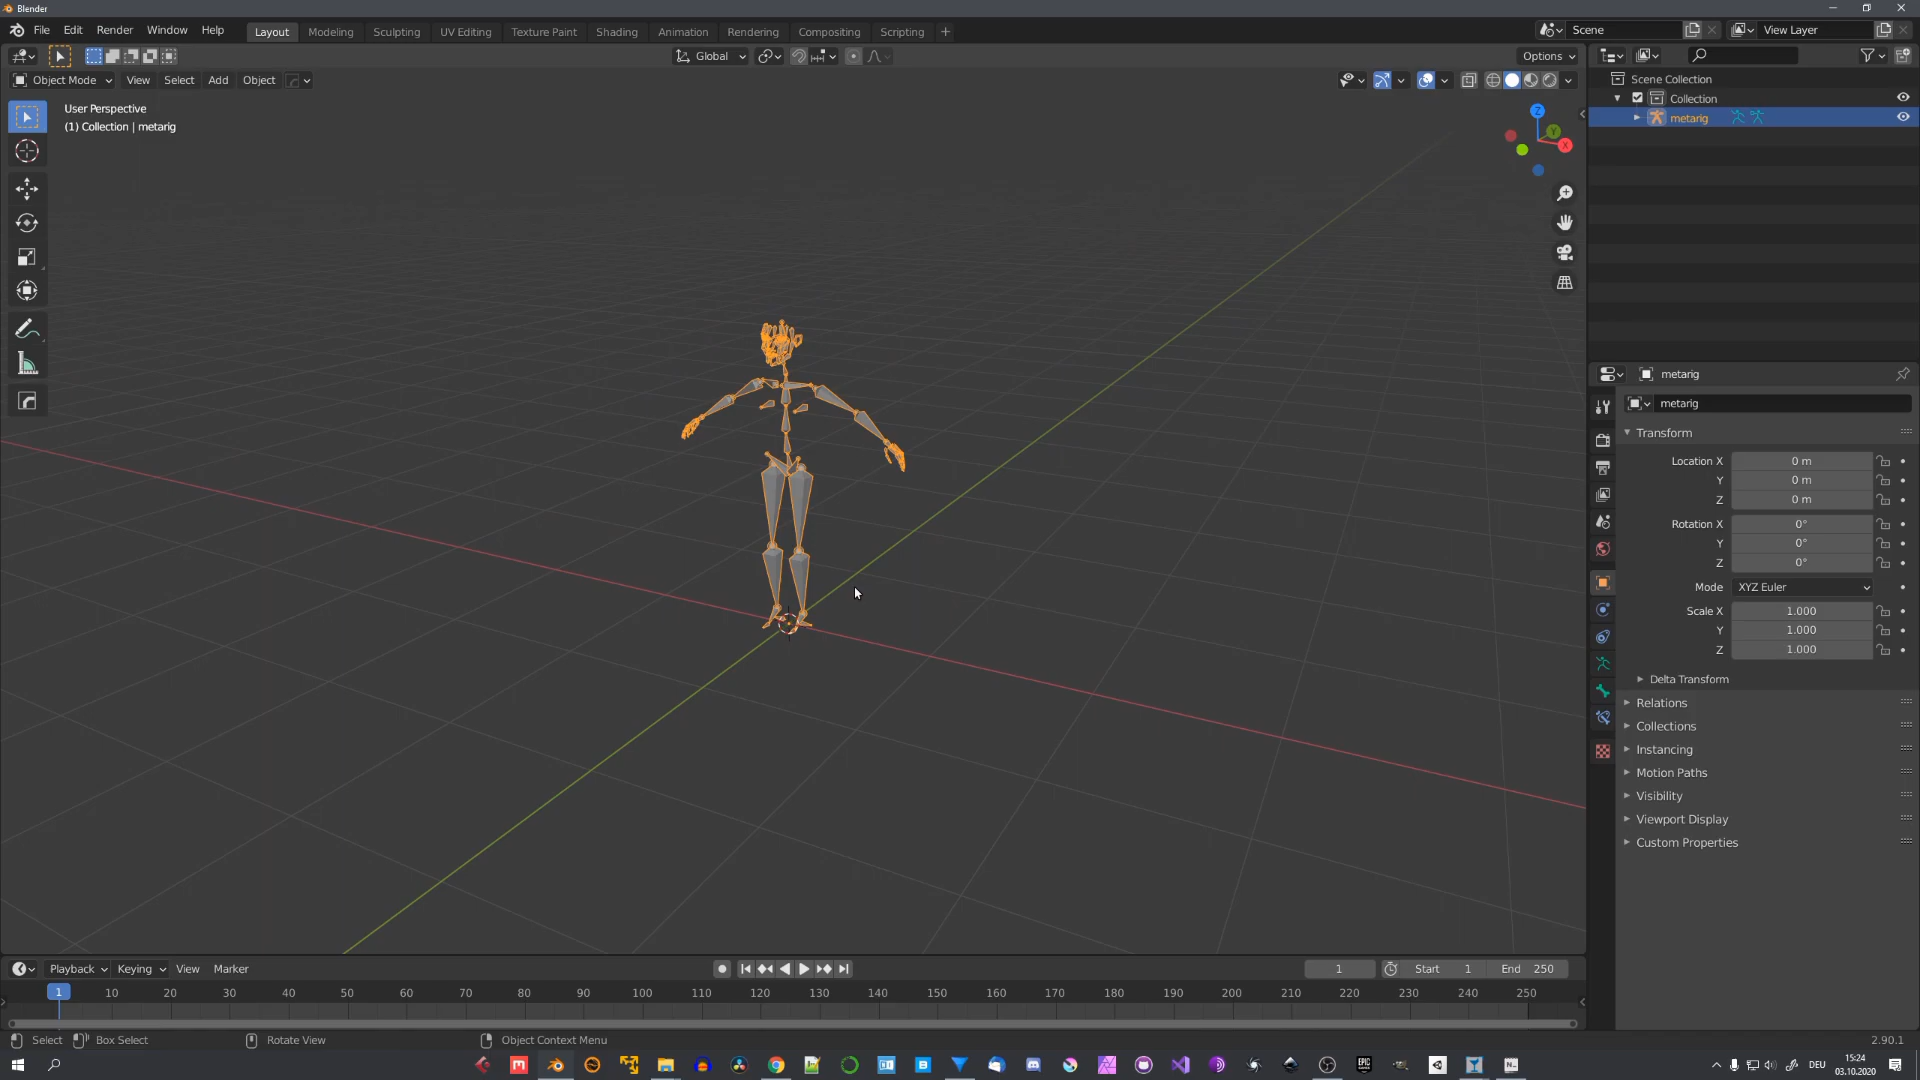 Blender
File Edit Render Window Help Layout Modeling Sculpting UV Editing Texture Paint Shading Animation Rendering Compositing Scripting + Scene View Layer
Global Options
Object Mode View Select Add Object
User Perspective
(1) Collection | metarig
Z
Y
X
Scene Collection
Collection
metarig
metarig
metarig
Transform
Location X 0 m
Y 0 m
Z 0 m
Rotation X 0°
Y 0°
Z 0°
Mode XYZ Euler
Scale X 1.000
Y 1.000
Z 1.000
Delta Transform
Relations
Collections
Instancing
Motion Paths
Visibility
Viewport Display
Custom Properties
Playback Keying View Marker 1 Start 1 End 250
1 10 20 30 40 50 60 70 80 90 100 110 120 130 140 150 160 170 180 190 200 210 220 230 240 250
Select Box Select Rotate View Object Context Menu 2.90.1
DEU 15:24
03.10.2020